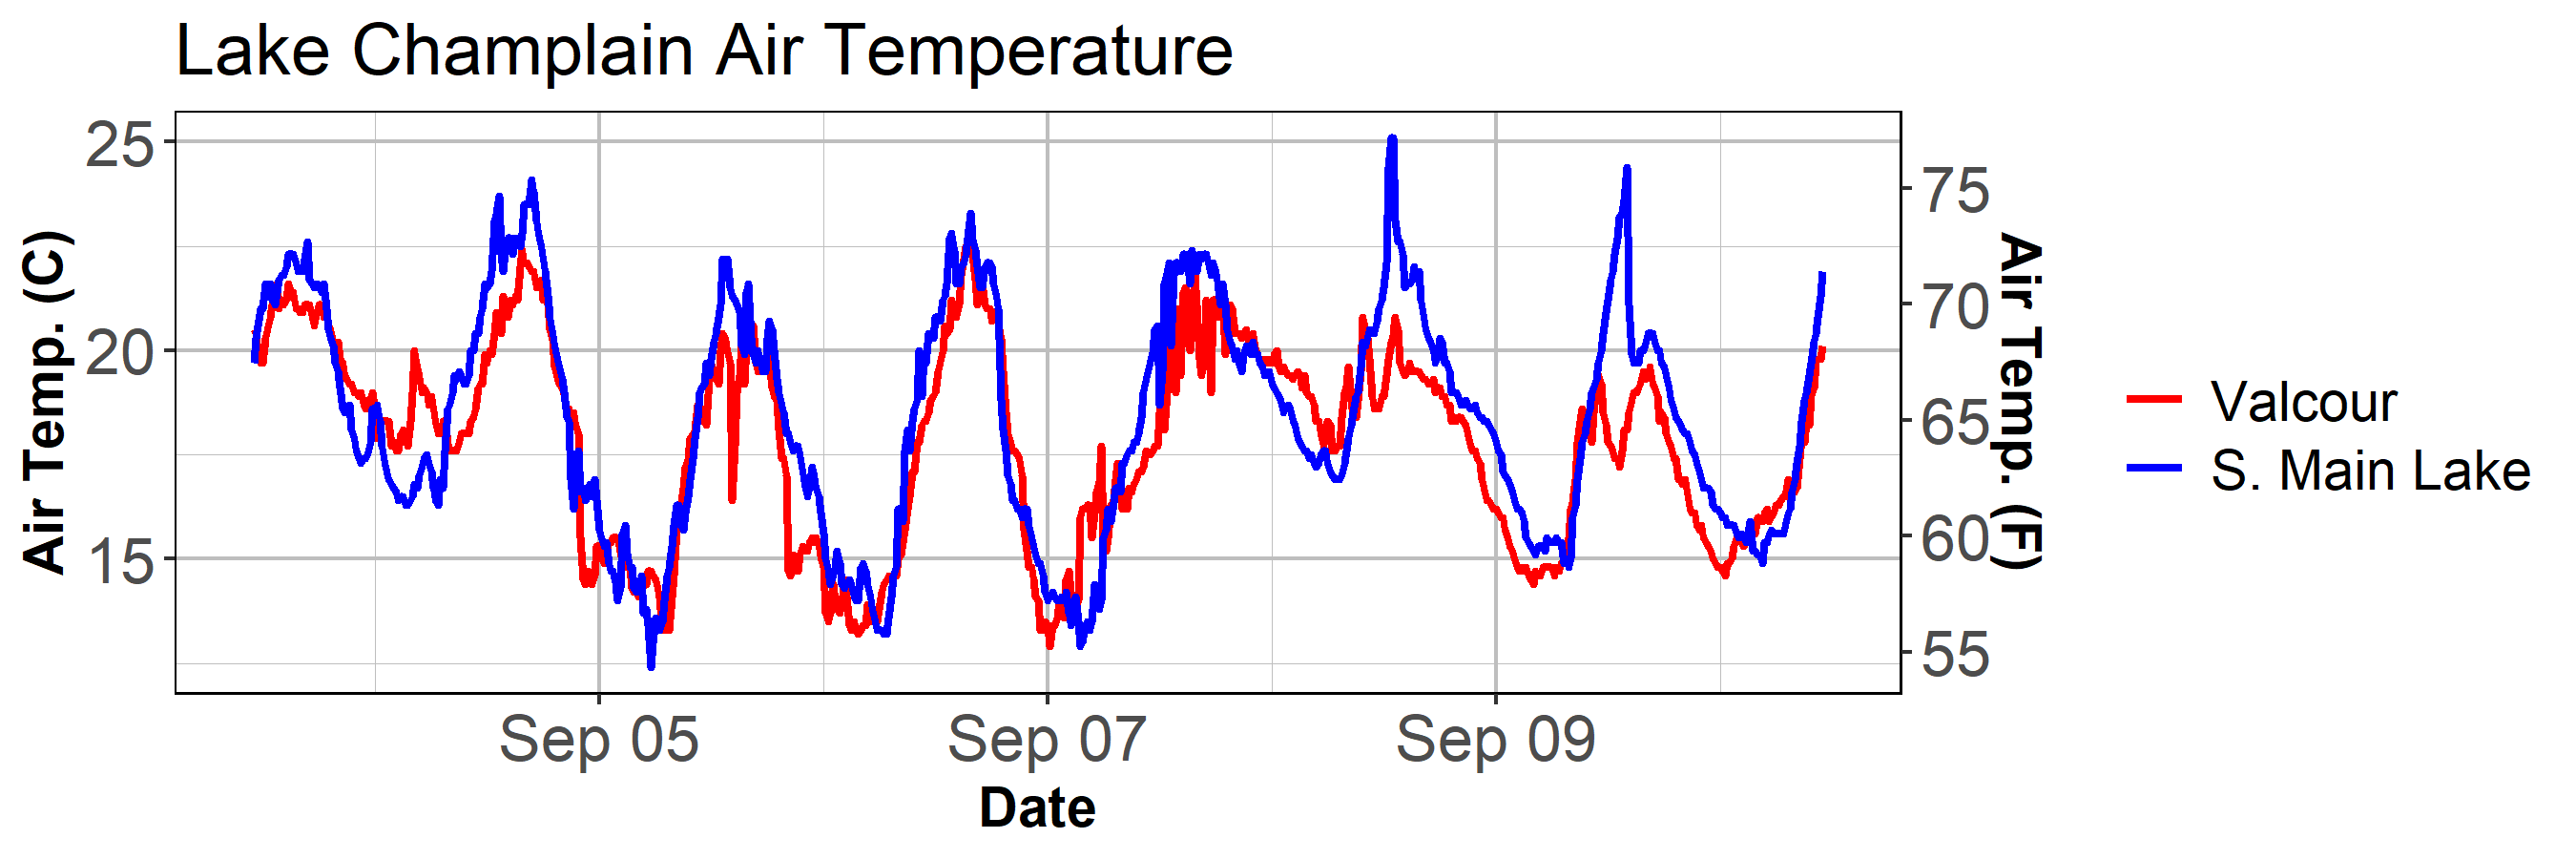 Lake Champlain Air Temperature
Air Temp. (C)
25
20
15
Sep 05
Sep 07
Sep 09
Date
75
70
65
60
55
Air Temp. (F)
Valcour
S. Main Lake